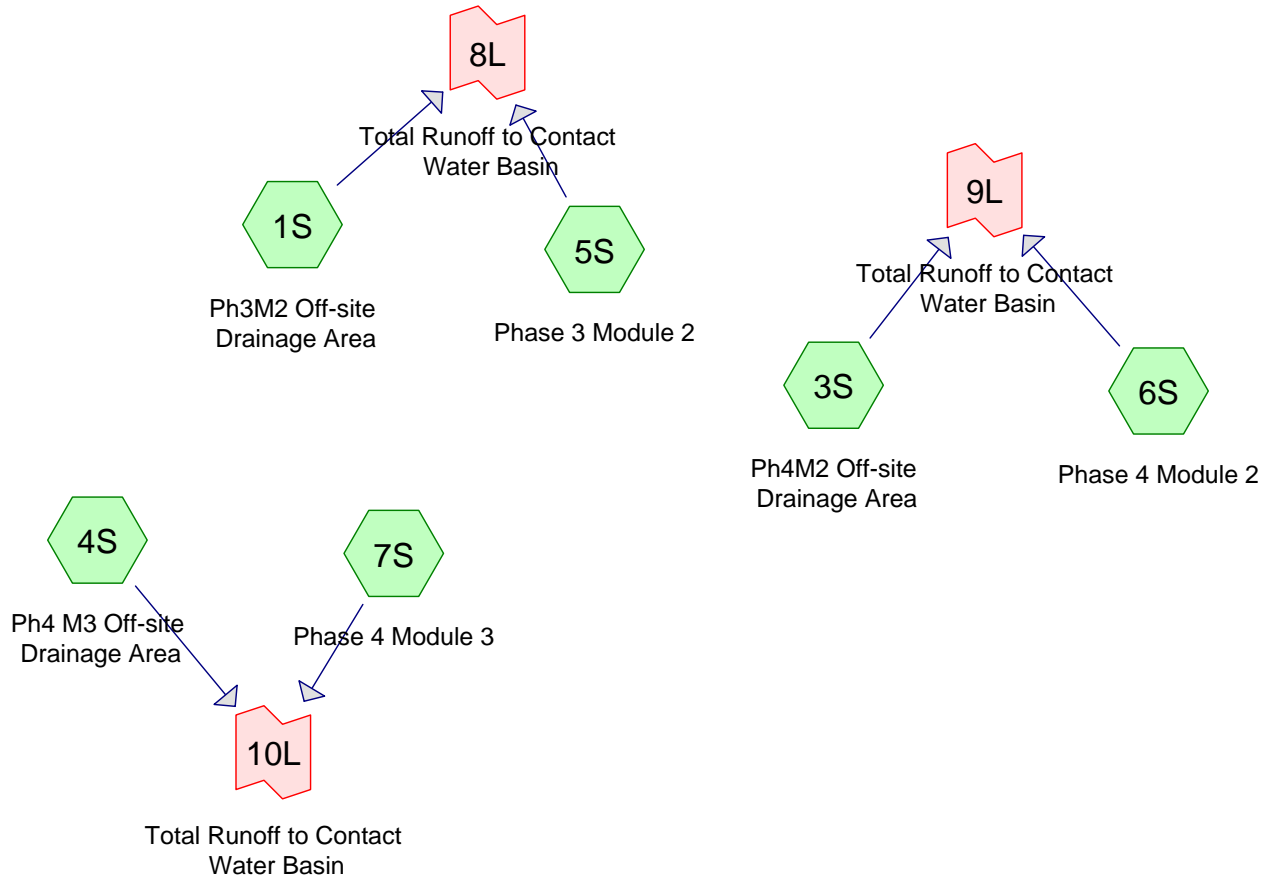 8L
Total Runoff to Contact
Water Basin
1S
Ph3M2 Off-site
Drainage Area
5S
Phase 3 Module 2
9L
Total Runoff to Contact
Water Basin
3S
Ph4M2 Off-site
Drainage Area
6S
Phase 4 Module 2
4S
Ph4 M3 Off-site
Drainage Area
7S
Phase 4 Module 3
10L
Total Runoff to Contact
Water Basin